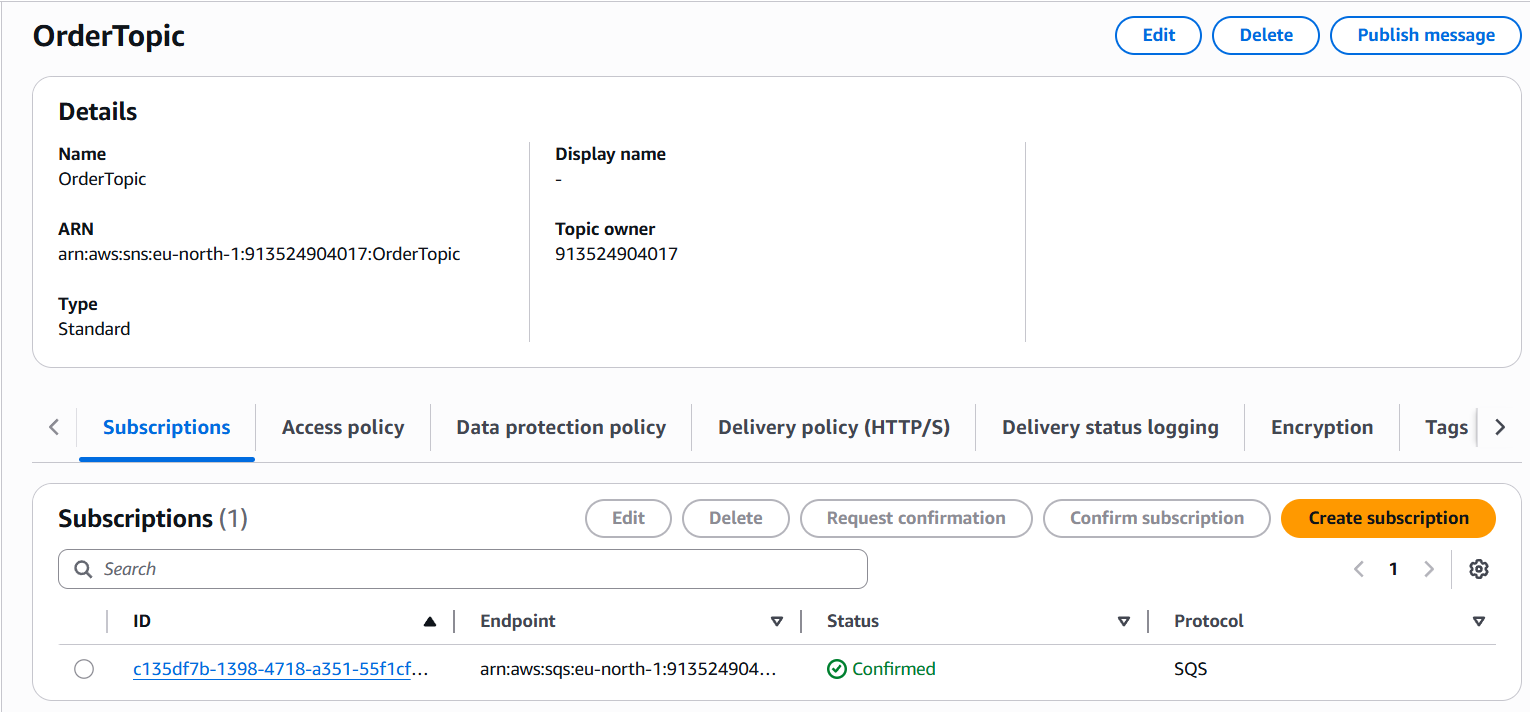 OrderTopic
Edit
Delete
Publish message
Details
Name
OrderTopic
Display name
-
ARN
arn:aws:sns:eu-north-1:913524904017:OrderTopic
Topic owner
913524904017
Type
Standard
Subscriptions
Access policy
Data protection policy
Delivery policy (HTTP/S)
Delivery status logging
Encryption
Tags
Subscriptions (1)
Edit
Delete
Request confirmation
Confirm subscription
Create subscription
Search
1
ID
Endpoint
Status
Protocol
c135df7b-1398-4718-a351-55f1cf...
arn:aws:sqs:eu-north-1:913524904...
Confirmed
SQS